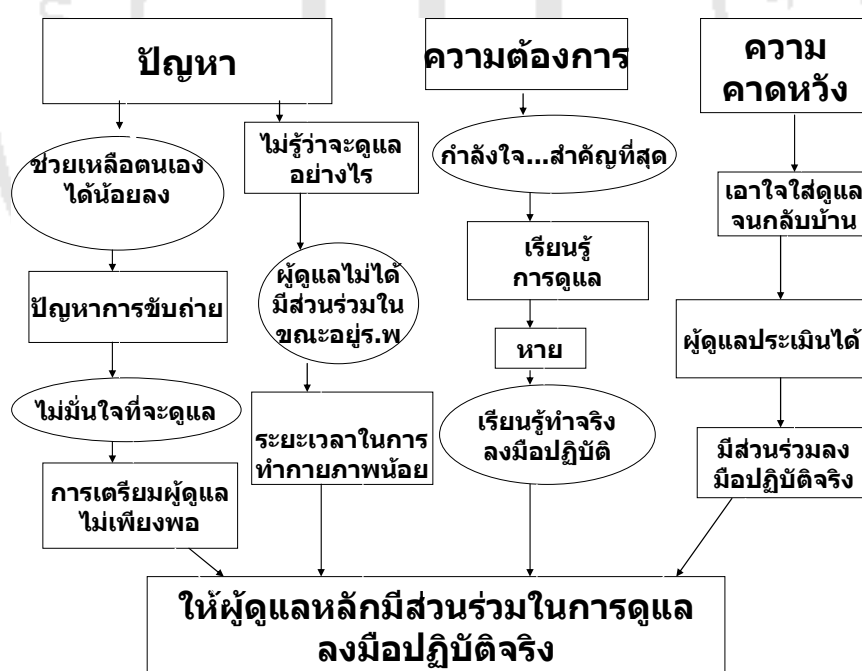 ปัญหา
ช่วยเหลือตนเอง
ได้น้อยลง
ปัญหาการขับถ่าย
ไม่มั่นใจที่จะดูแล
การเตรียมผู้ดูแล
ไม่เพียงพอ
ไม่รู้ว่าจะดูแล
อย่างไร
ผู้ดูแลไม่ได้
มีส่วนร่วมใน
ขณะอยู่ร.พ
ระยะเวลาในการ
ทำกายภาพน้อย
ความต้องการ
กำลังใจ...สำคัญที่สุด
เรียนรู้
การดูแล
หาย
เรียนรู้ทำจริง
ลงมือปฏิบัติ
ความ
คาดหวัง
เอาใจใส่ดูแล
จนกลับบ้าน
ผู้ดูแลประเมินได้
มีส่วนร่วมลง
มือปฏิบัติจริง
ให้ผู้ดูแลหลักมีส่วนร่วมในการดูแล
ลงมือปฏิบัติจริง